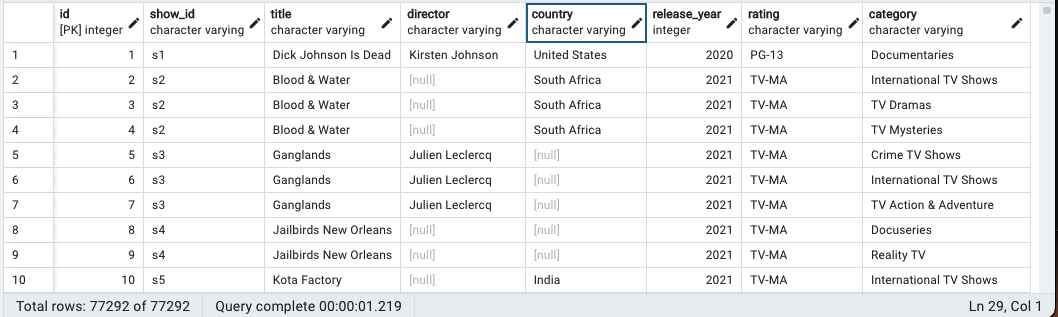 id show_id title director country release_year rating category
[PK] integer character varying character varying character varying character varying integer character varying character varying
1 1 s1 Dick Johnson Is Dead Kirsten Johnson United States 2020 PG-13 Documentaries
2 2 s2 Blood & Water [null] South Africa 2021 TV-MA International TV Shows
3 3 s2 Blood & Water [null] South Africa 2021 TV-MA TV Dramas
4 4 s2 Blood & Water [null] South Africa 2021 TV-MA TV Mysteries
5 5 s3 Ganglands Julien Leclercq [null] 2021 TV-MA Crime TV Shows
6 6 s3 Ganglands Julien Leclercq [null] 2021 TV-MA International TV Shows
7 7 s3 Ganglands Julien Leclercq [null] 2021 TV-MA TV Action & Adventure
8 8 s4 Jailbirds New Orleans [null] [null] 2021 TV-MA Docuseries
9 9 s4 Jailbirds New Orleans [null] [null] 2021 TV-MA Reality TV
10 10 s5 Kota Factory [null] India 2021 TV-MA International TV Shows
Total rows: 77292 of 77292 Query complete 00:00:01.219 Ln 29, Col 1